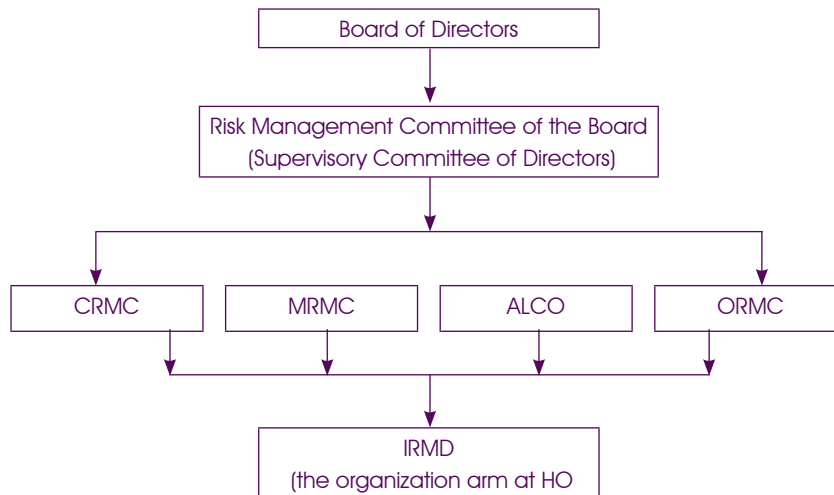 Board of Directors
Risk Management Committee of the Board
(Supervisory Committee of Directors)
CRMC
MRMC
ALCO
ORMC
IRMD
(the organization arm at HO